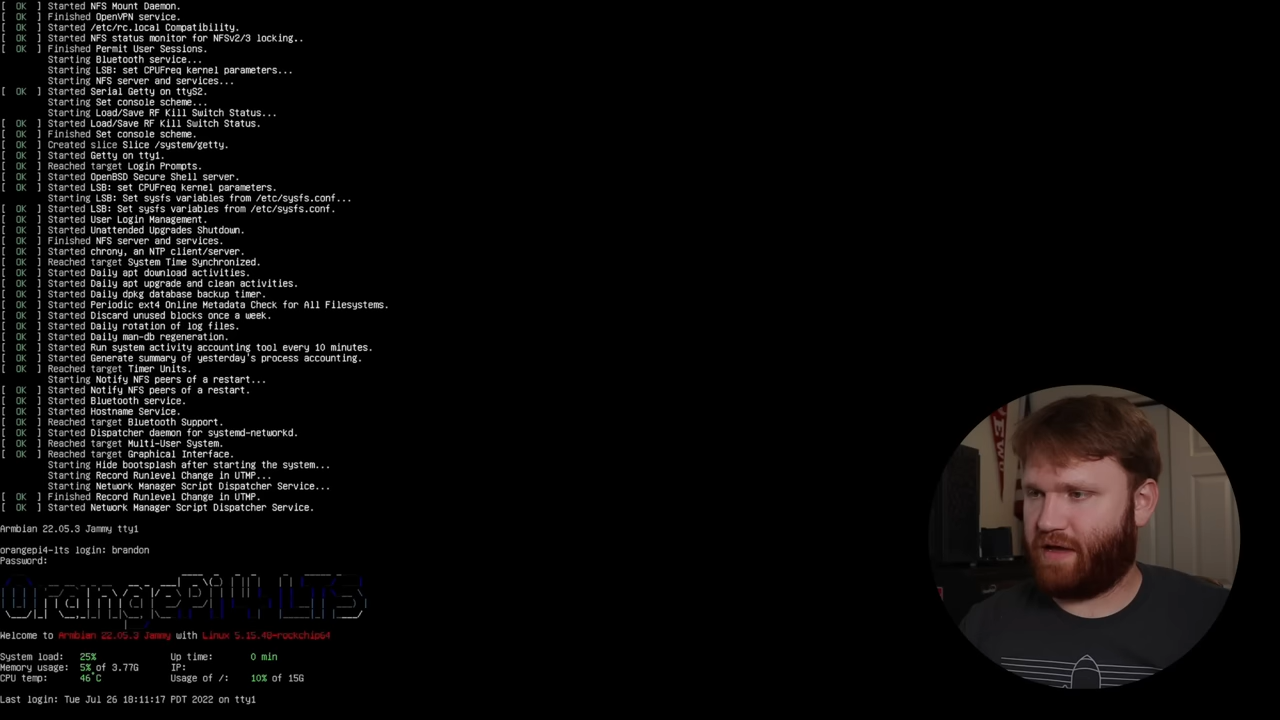 [  OK  ] Started NFS Mount Daemon.
[  OK  ] Finished OpenVPN service.
[  OK  ] Started /etc/rc.local Compatibility.
[  OK  ] Started NFS status monitor for NFSv2/3 locking..
[  OK  ] Finished Permit User Sessions.
Starting Bluetooth service...
Starting LSB: set CPUFreq kernel parameters...
Starting NFS server and services...
[  OK  ] Started Serial Getty on ttyS2.
Starting Set console scheme...
Starting Load/Save RF Kill Switch Status...
[  OK  ] Started Load/Save RF Kill Switch Status.
[  OK  ] Finished Set console scheme.
[  OK  ] Created slice Slice /system/getty.
[  OK  ] Started Getty on tty1.
[  OK  ] Reached target Login Prompts.
[  OK  ] Started OpenBSD Secure Shell server.
[  OK  ] Started LSB: set CPUFreq kernel parameters.
Starting LSB: Set sysfs variables from /etc/sysfs.conf...
[  OK  ] Started LSB: Set sysfs variables from /etc/sysfs.conf.
[  OK  ] Started User Login Management.
[  OK  ] Started Unattended Upgrades Shutdown.
[  OK  ] Finished NFS server and services.
[  OK  ] Started chrony, an NTP client/server.
[  OK  ] Reached target System Time Synchronized.
[  OK  ] Started Daily apt download activities.
[  OK  ] Started Daily apt upgrade and clean activities.
[  OK  ] Started Daily dpkg database backup timer.
[  OK  ] Started Periodic ext4 Online Metadata Check for All Filesystems.
[  OK  ] Started Discard unused blocks once a week.
[  OK  ] Started Daily rotation of log files.
[  OK  ] Started Daily man-db regeneration.
[  OK  ] Started Run system activity accounting tool every 10 minutes.
[  OK  ] Started Generate summary of yesterday's process accounting.
[  OK  ] Reached target Timer Units.
Starting Notify NFS peers of a restart...
[  OK  ] Started Notify NFS peers of a restart.
[  OK  ] Started Bluetooth service.
[  OK  ] Started Hostname Service.
[  OK  ] Reached target Bluetooth Support.
[  OK  ] Started Dispatcher daemon for systemd-networkd.
[  OK  ] Reached target Multi-User System.
[  OK  ] Reached target Graphical Interface.
Starting Hide bootsplash after starting the system...
Starting Record Runlevel Change in UTMP...
Starting Network Manager Script Dispatcher Service...
[  OK  ] Finished Record Runlevel Change in UTMP.
[  OK  ] Started Network Manager Script Dispatcher Service.
Armbian 22.05.3 Jammy tty1
orangepi4-lts login: brandon
Password:
OrangePi 4 LTS
Welcome to Armbian 22.05.3 Jammy with Linux 5.15.48-rockchip64
System load: 25% Up time: 0 min
Memory usage: 5% of 3.77G IP:
CPU temp: 46°C Usage of /: 10% of 15G
Last login: Tue Jul 26 18:11:17 PDT 2022 on tty1